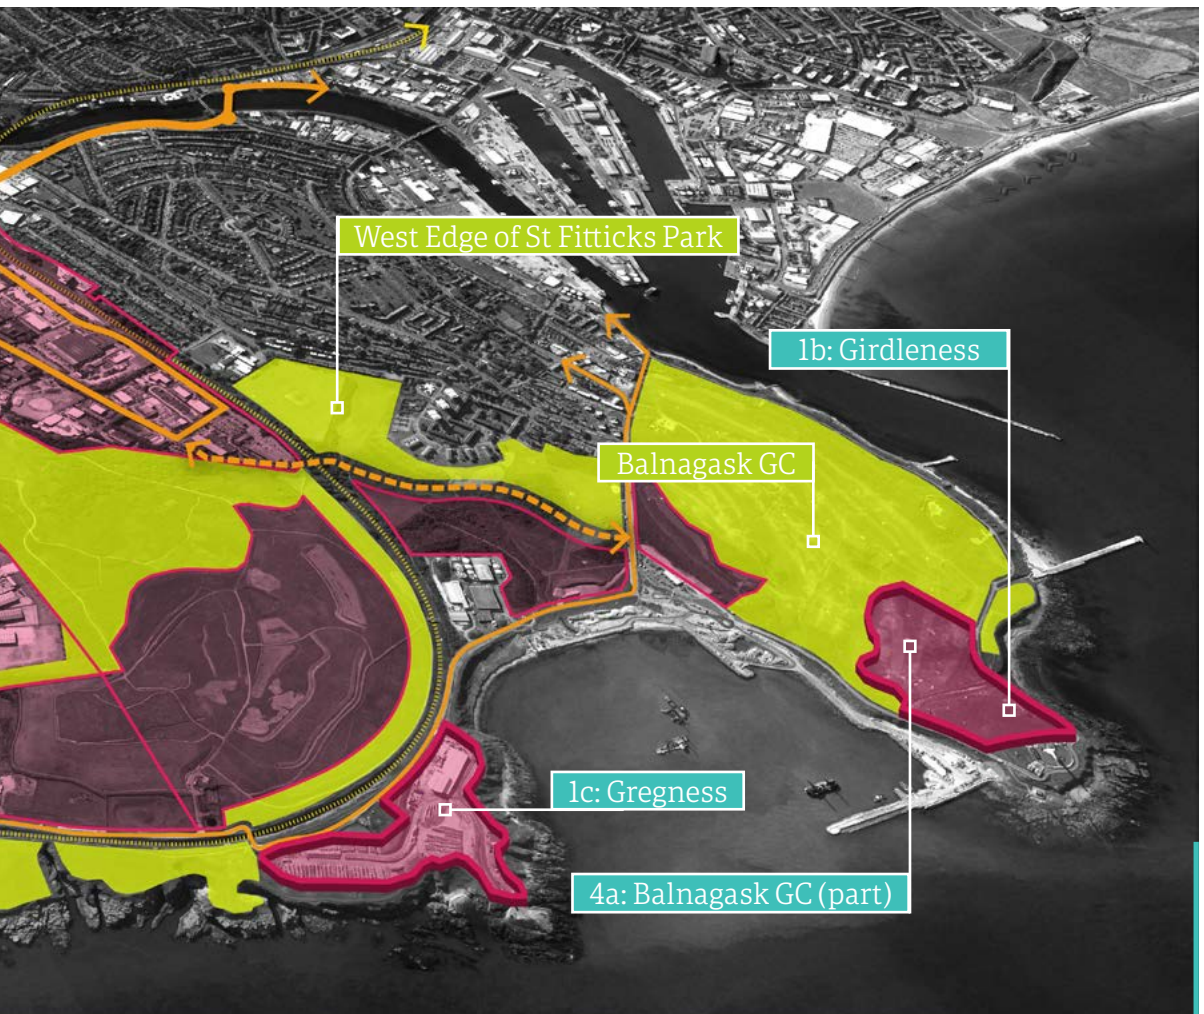 West Edge of St Fitticks Park
1b: Girdleness
Balnagask GC
1c: Gregness
4a: Balnagask GC (part)